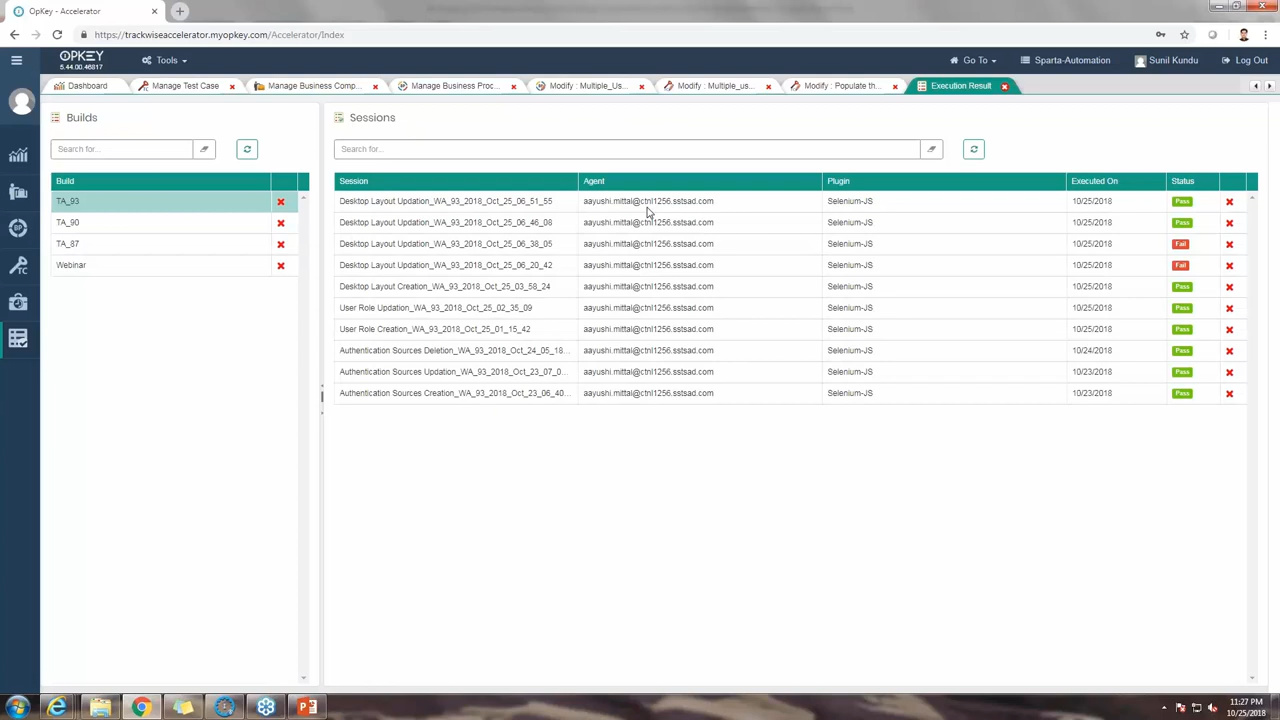 OpKey - Accelerator
https://trackwiseaccelerator.myopkey.com/Accelerator/Index
OPKEY
5.44.00.46817
Tools
Go To
Sparta-Automation
Sunil Kundu
Log Out
Dashboard
Manage Test Case
Manage Business Comp...
Manage Business Proc...
Modify : Multiple_Us...
Modify : Multiple_us...
Modify : Populate th...
Execution Result
Builds
Sessions
Search for...
Search for...
Build
TA_93
TA_90
TA_87
Webinar
Session Agent Plugin Executed On Status
Desktop Layout Updation_WA_93_2018_Oct_25_06_51_5 aayushi.mittal@ctnl1256.sstsad.com Selenium-JS 10/25/2018 Pass
Desktop Layout Updation_WA_93_2018_Oct_25_06_46_08 aayushi.mittal@ctnl1256.sstsad.com Selenium-JS 10/25/2018 Pass
Desktop Layout Updation_WA_93_2018_Oct_25_06_38_05 aayushi.mittal@ctnl1256.sstsad.com Selenium-JS 10/25/2018 Fail
Desktop Layout Updation_WA_93_2018_Oct_25_06_20_42 aayushi.mittal@ctnl1256.sstsad.com Selenium-JS 10/25/2018 Fail
Desktop Layout Creation_WA_93_2018_Oct_25_03_58_24 aayushi.mittal@ctnl1256.sstsad.com Selenium-JS 10/25/2018 Pass
User Role Updation_WA_93_2018_Oct_25_02_35_09 aayushi.mittal@ctnl1256.sstsad.com Selenium-JS 10/25/2018 Pass
User Role Creation_WA_93_2018_Oct_25_01_15_42 aayushi.mittal@ctnl1256.sstsad.com Selenium-JS 10/25/2018 Pass
Authentication Sources Deletion_WA_93_2018_Oct_24_05_18... aayushi.mittal@ctnl1256.sstsad.com Selenium-JS 10/24/2018 Pass
Authentication Sources Updation_WA_93_2018_Oct_23_07_0... aayushi.mittal@ctnl1256.sstsad.com Selenium-JS 10/23/2018 Pass
Authentication Sources Creation_WA_93_2018_Oct_23_06_40... aayushi.mittal@ctnl1256.sstsad.com Selenium-JS 10/23/2018 Pass
11:27 PM
10/25/2018